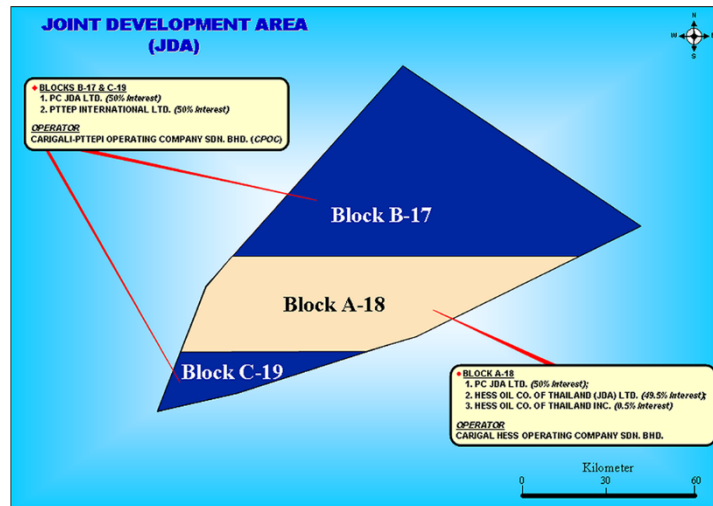 JOINT DEVELOPMENT AREA
(JDA)
N
W
E
S
BLOCKS B-17 & C-19
1. PC JDA LTD. (50% interest)
2. PTTEP INTERNATIONAL LTD. (50% interest)
OPERATOR
CARIGALI-PTTEPI OPERATING COMPANY SDN. BHD. (CPOC)
Block B-17
Block A-18
Block C-19
BLOCK A-18
1. PC JDA LTD. (50% interest);
2. HESS OIL CO. OF THAILAND (JDA) LTD. (49.5% interest);
3. HESS OIL CO. OF THAILAND INC. (0.5% interest)
OPERATOR
CARIGAL HESS OPERATING COMPANY SDN. BHD.
Kilometer
0 30 60